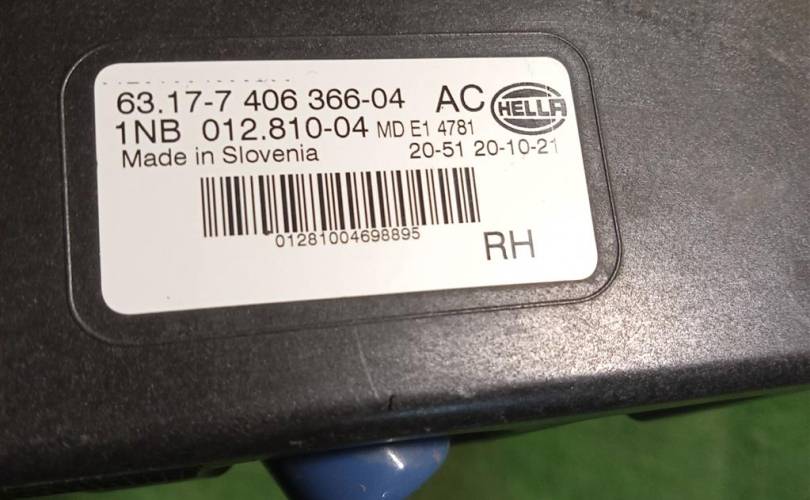 63.17-7 406 366-04 AC HELLA
1NB 012.810-04 MD E1 4781
Made in Slovenia 20-51 20-10-21
01281004698895
RH